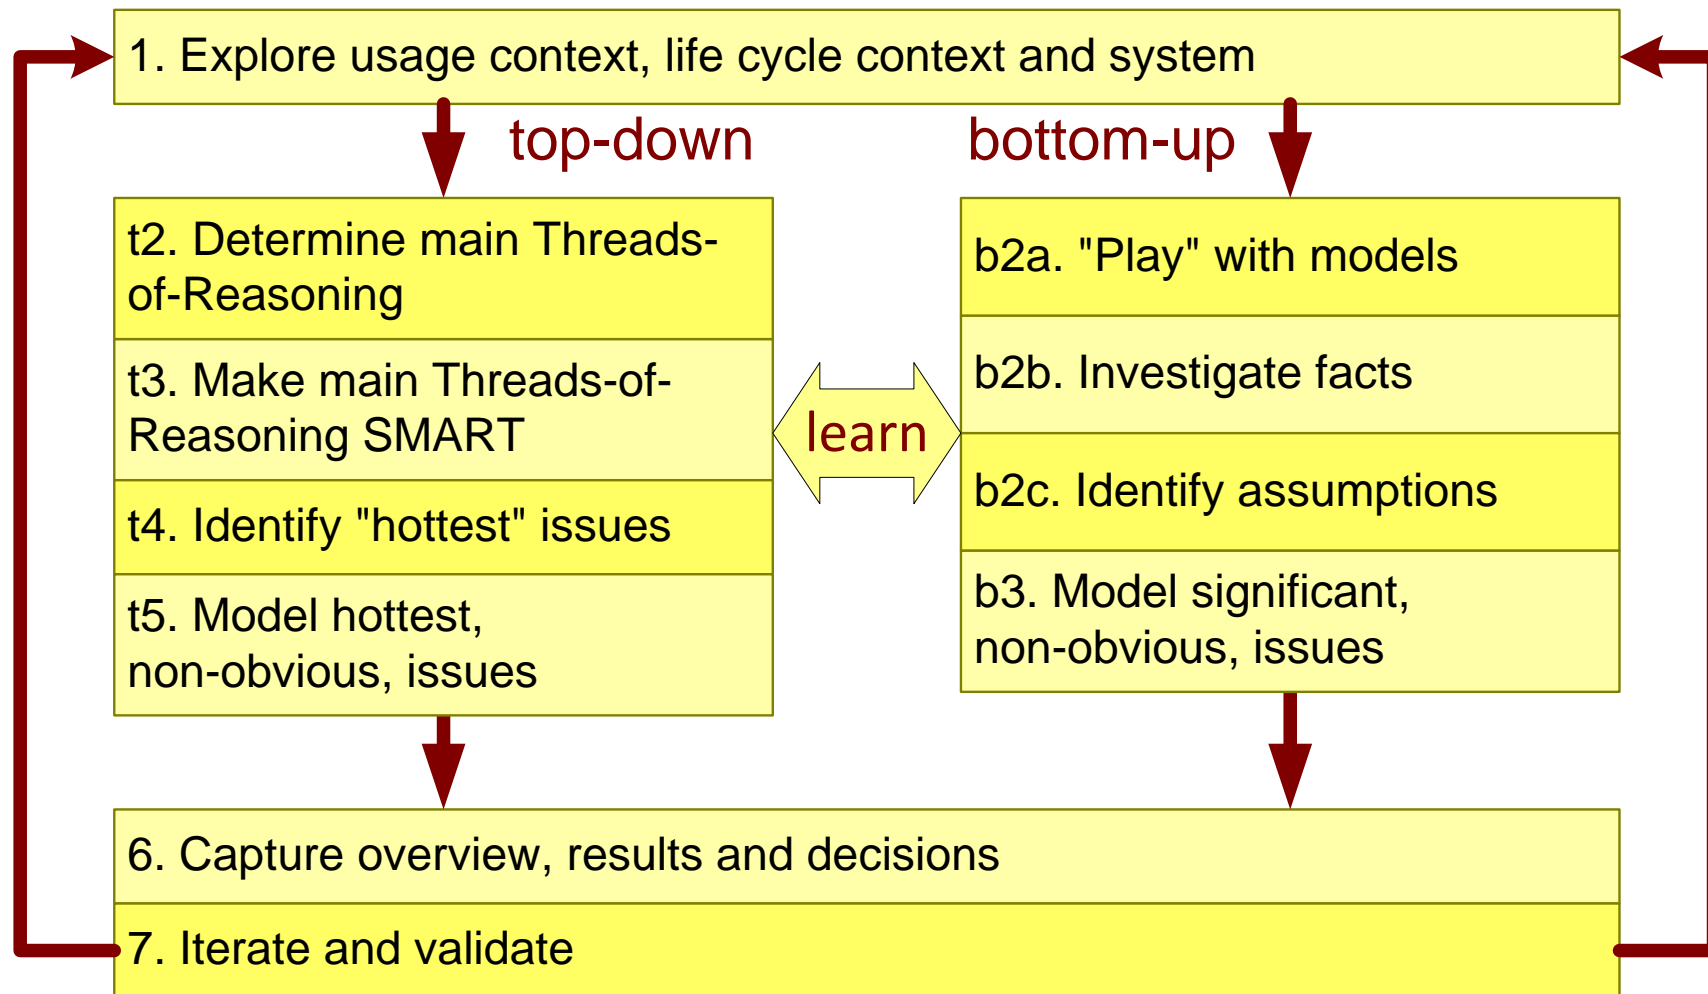 1. Explore usage context, life cycle context and system
top-down
bottom-up
t2. Determine main Threads-
of-Reasoning
t3. Make main Threads-of-
Reasoning SMART
t4. Identify "hottest" issues
t5. Model hottest,
non-obvious, issues
learn
b2a. "Play" with models
b2b. Investigate facts
b2c. Identify assumptions
b3. Model significant,
non-obvious, issues
6. Capture overview, results and decisions
7. Iterate and validate